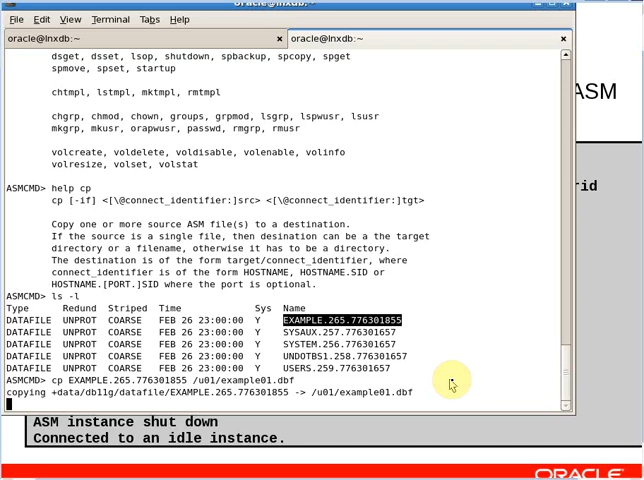 oracle@lnxdb:~
File Edit View Terminal Tabs Help
oracle@lnxdb:~ oracle@lnxdb:~
dsget, dsset, lsop, shutdown, spbackup, spcopy, spget
spmove, spset, startup
chtmpl, lstmpl, mktmpl, rmtmpl
chgrp, chmod, chown, groups, grpmod, lsgrp, lspwusr, lsusr
mkgrp, mkusr, orapwusr, passwd, rmgrp, rmusr
volcreate, voldelete, voldisable, volenable, volinfo
volresize, volset, volstat
ASMCMD> help cp
cp [-if] <[\@connect_identifier:]src> <[\@connect_identifier:]tgt>
Copy one or more source ASM file(s) to a destination.
If the source is a single file, then desination can be a the target
directory or a filename, otherwise it has to be a directory.
The destination is of the form target/connect_identifier, where
connect_identifier is of the form HOSTNAME, HOSTNAME.SID or
HOSTNAME.[PORT.]SID where the port is optional.
ASMCMD> ls -l
Type Redund Striped Time Sys Name
DATAFILE UNPROT COARSE FEB 26 23:00:00 Y EXAMPLE.265.776301855
DATAFILE UNPROT COARSE FEB 26 23:00:00 Y SYSAUX.257.776301657
DATAFILE UNPROT COARSE FEB 26 23:00:00 Y SYSTEM.256.776301657
DATAFILE UNPROT COARSE FEB 26 23:00:00 Y UNDOTBS1.258.776301657
DATAFILE UNPROT COARSE FEB 26 23:00:00 Y USERS.259.776301657
ASMCMD> cp EXAMPLE.265.776301855 /u01/example01.dbf
copying +data/db11g/datafile/EXAMPLE.265.776301855 -> /u01/example01.dbf
ASM
rid
ASM instance shut down
Connected to an idle instance.
ORACLE